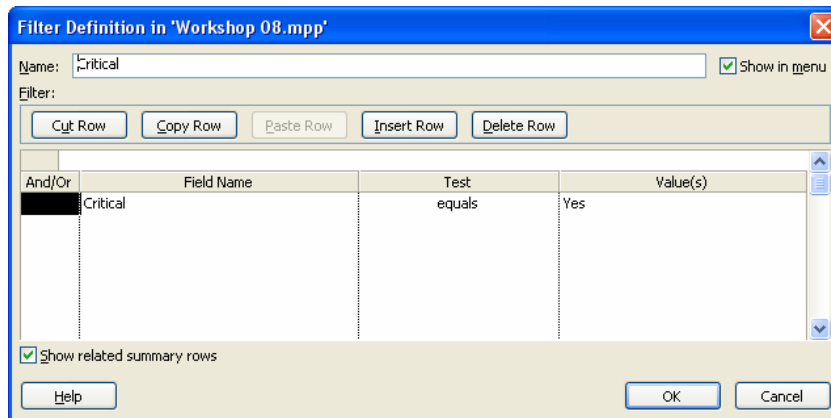 Filter Definition in 'Workshop 08.mpp'
Name: Critical Show in menu
Filter:
Cut Row Copy Row Paste Row Insert Row Delete Row
And/Or Field Name Test Value(s)
Critical equals Yes
Show related summary rows
Help OK Cancel